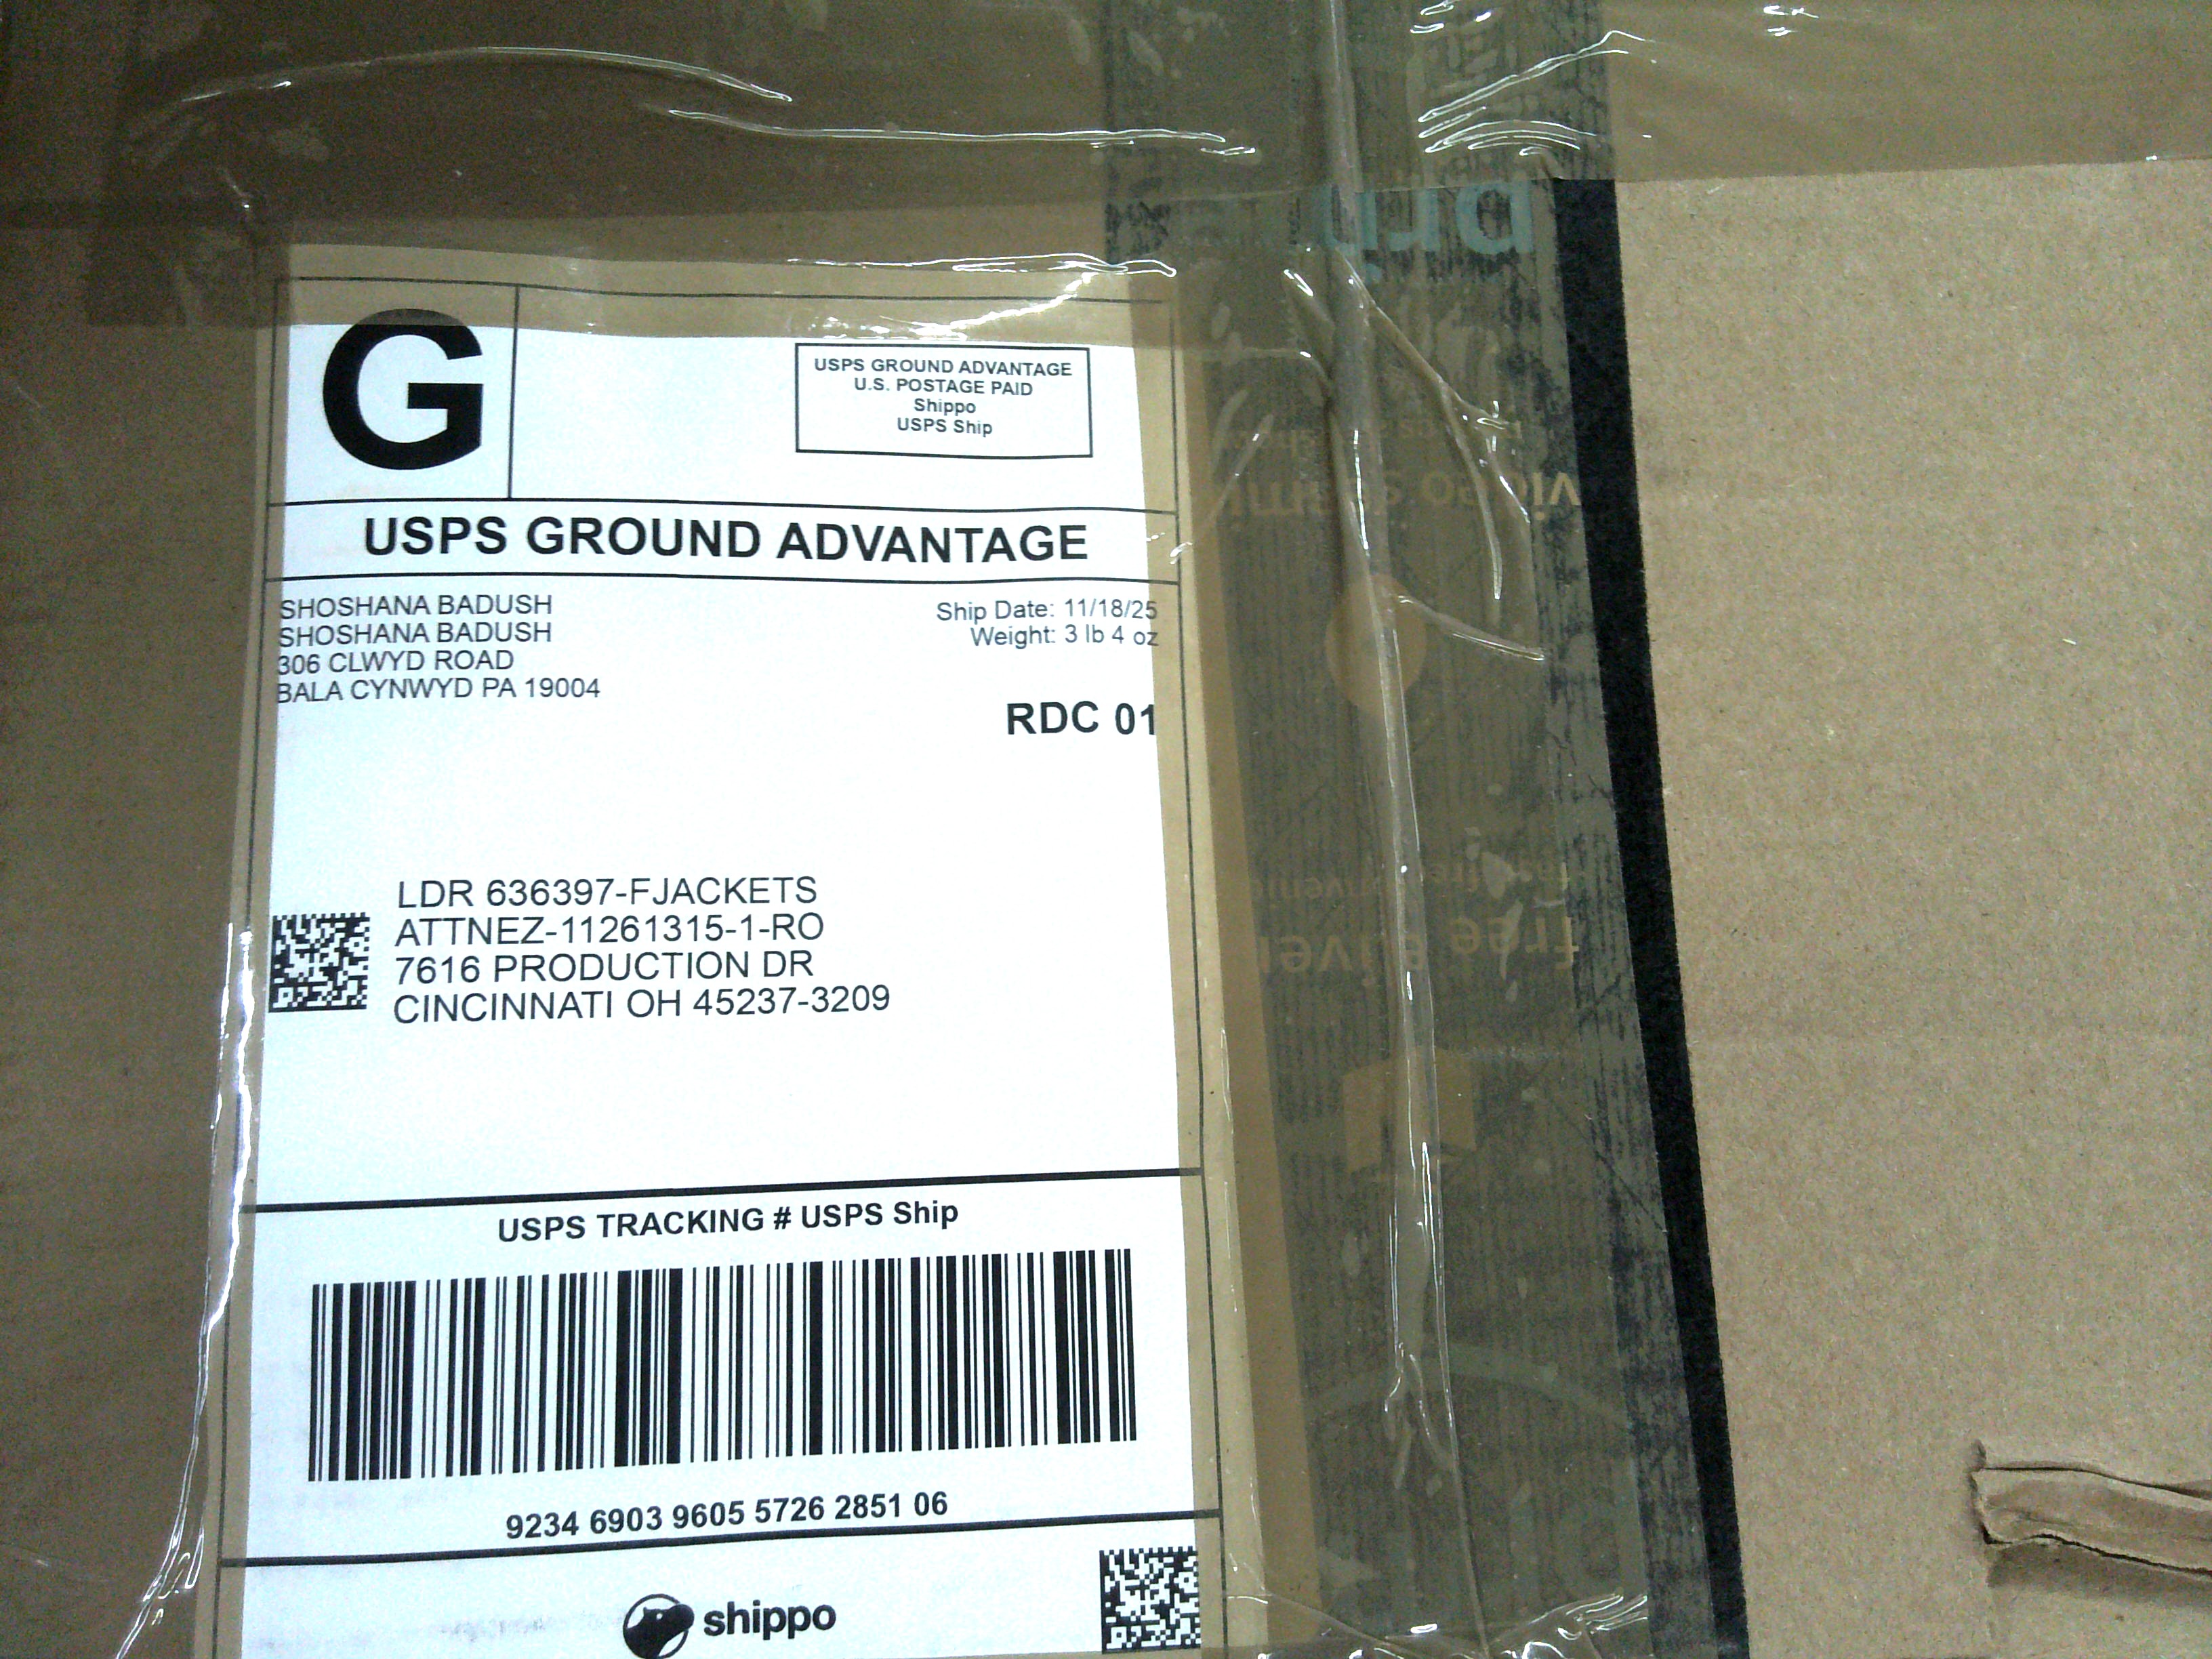 G
USPS GROUND ADVANTAGE
U.S. POSTAGE PAID
Shippo
USPS Ship
USPS GROUND ADVANTAGE
SHOSHANA BADUSH
SHOSHANA BADUSH
306 CLWYD ROAD
BALA CYNWYD PA 19004
Ship Date: 11/18/25
Weight: 3 lb 4 oz
RDC 01
LDR 636397-FJACKETS
ATTNEZ-11261315-1-RO
7616 PRODUCTION DR
CINCINNATI OH 45237-3209
USPS TRACKING # USPS Ship
9234 6903 9605 5726 2851 06
shippo
free